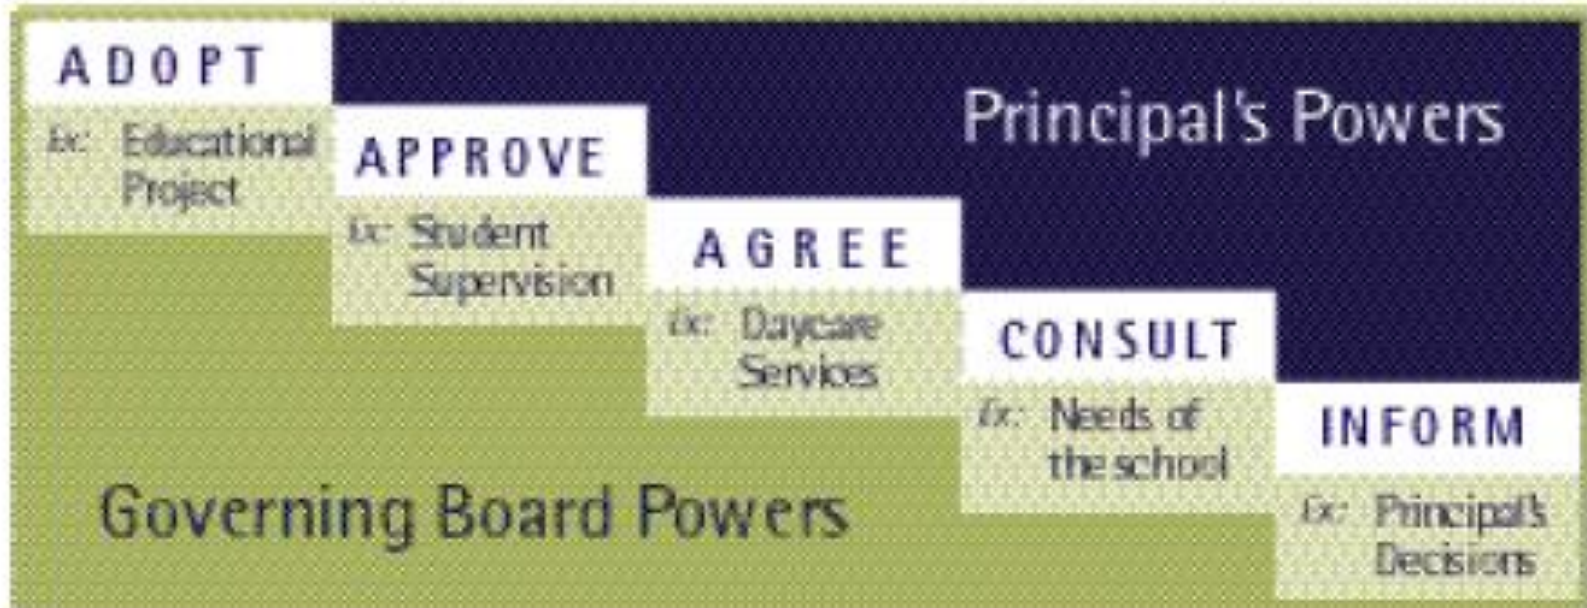 ADOPT
Ex: Educational
Project
Principal's Powers
APPROVE
Ex: Student
Supervision
AGREE
Ex: Daycare
Services
CONSULT
Ex: Needs of
the school
INFORM
Ex: Principal's
Decisions
Governing Board Powers